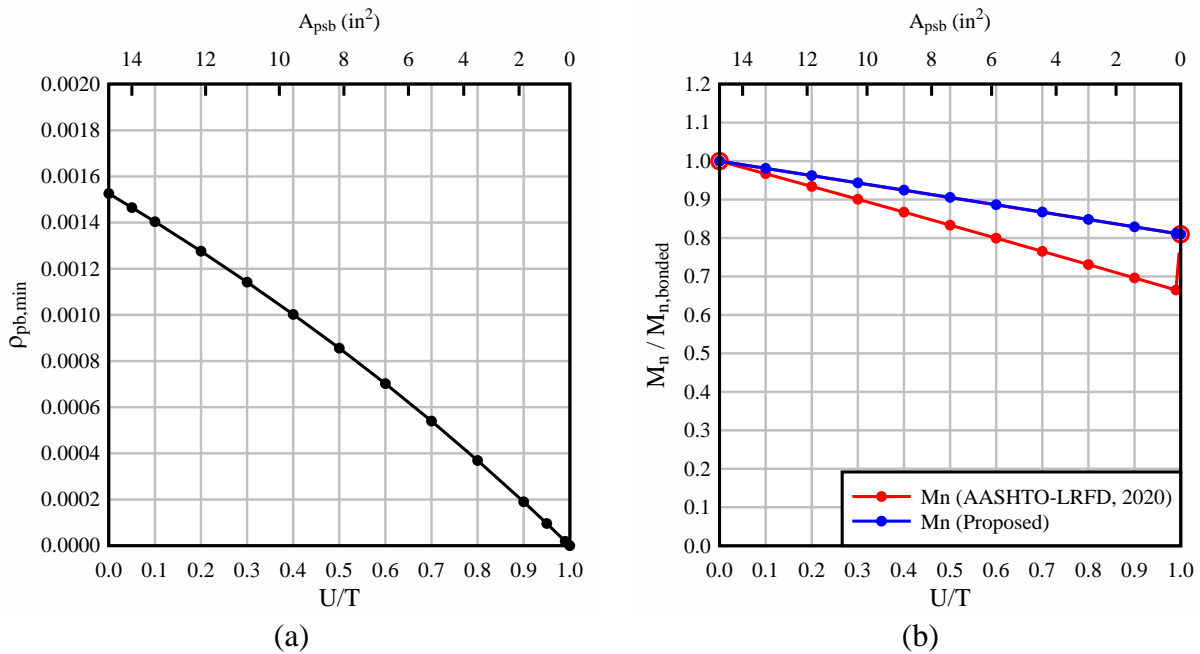 A_psb (in²)
14 12 10 8 6 4 2 0
0.0020
0.0018
0.0016
0.0014
0.0012
0.0010
0.0008
0.0006
0.0004
0.0002
0.0000
ρ_pb,min
0.0 0.1 0.2 0.3 0.4 0.5 0.6 0.7 0.8 0.9 1.0
U/T
(a)
A_psb (in²)
14 12 10 8 6 4 2 0
1.2
1.1
1.0
0.9
0.8
0.7
0.6
0.5
0.4
0.3
0.2
0.1
0.0
M_n / M_n,bonded
Mn (AASHTO-LRFD, 2020)
Mn (Proposed)
0.0 0.1 0.2 0.3 0.4 0.5 0.6 0.7 0.8 0.9 1.0
U/T
(b)